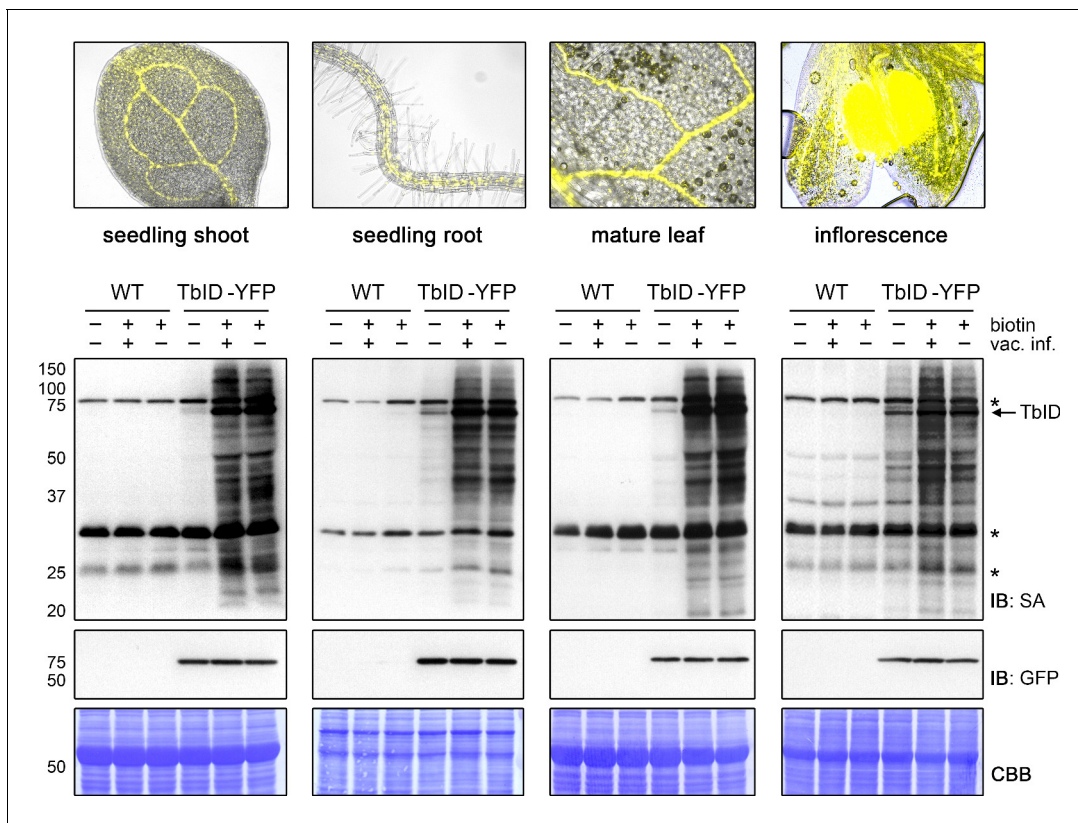 seedling shoot seedling root mature leaf inflorescence
WT TbID -YFP WT TbID -YFP WT TbID -YFP WT TbID -YFP
− + + − + + − + + − + + − + + − + + − + + − + + biotin
+ + + + + + + + vac. inf.
150
100
75 *
← TbID
50
37
*
25 *
20 IB: SA
75
50 IB: GFP
50 CBB